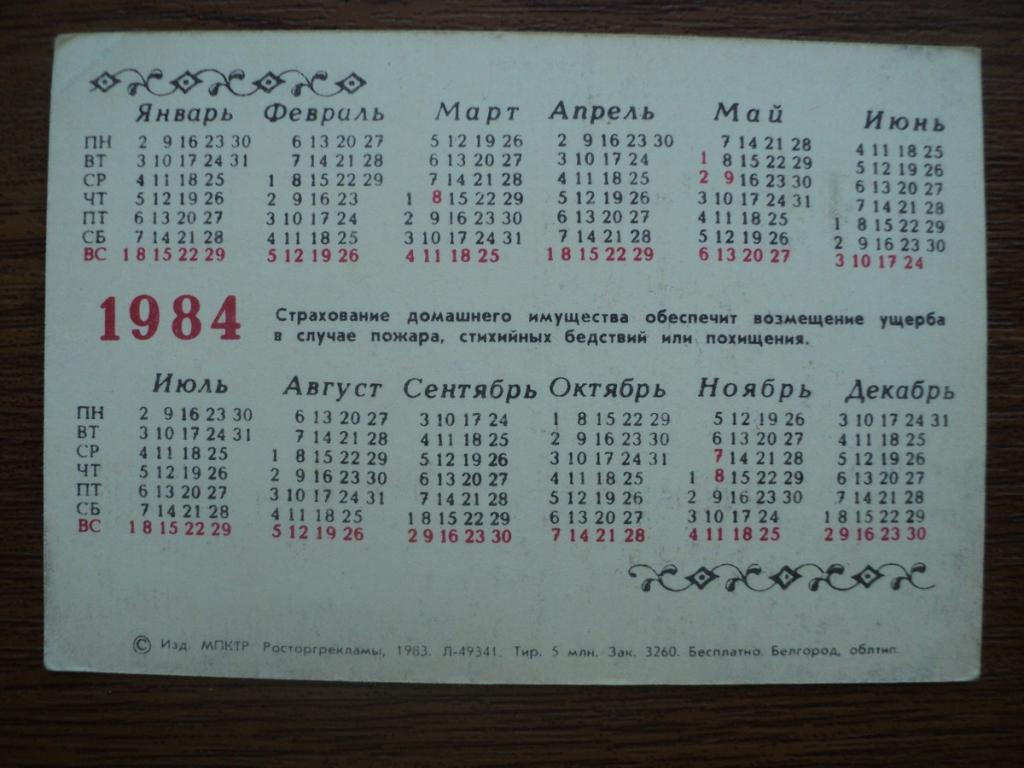 Январь Февраль Март Апрель Май Июнь
ПН 2 9 16 23 30 6 13 20 27 5 12 19 26 2 9 16 23 30 7 14 21 28 4 11 18 25
ВТ 3 10 17 24 31 7 14 21 28 6 13 20 27 3 10 17 24 1 8 15 22 29 5 12 19 26
СР 4 11 18 25 1 8 15 22 29 7 14 21 28 4 11 18 25 2 9 16 23 30 6 13 20 27
ЧТ 5 12 19 26 2 9 16 23 1 8 15 22 29 5 12 19 26 3 10 17 24 31 7 14 21 28
ПТ 6 13 20 27 3 10 17 24 2 9 16 23 30 6 13 20 27 4 11 18 25 1 8 15 22 29
СБ 7 14 21 28 4 11 18 25 3 10 17 24 31 7 14 21 28 5 12 19 26 2 9 16 23 30
ВС 1 8 15 22 29 5 12 19 26 4 11 18 25 1 8 15 22 29 6 13 20 27 3 10 17 24
1984
Страхование домашнего имущества обеспечит возмещение ущерба
в случае пожара, стихийных бедствий или похищения.
Июль Август Сентябрь Октябрь Ноябрь Декабрь
ПН 2 9 16 23 30 6 13 20 27 3 10 17 24 1 8 15 22 29 5 12 19 26 3 10 17 24 31
ВТ 3 10 17 24 31 7 14 21 28 4 11 18 25 2 9 16 23 30 6 13 20 27 4 11 18 25
СР 4 11 18 25 1 8 15 22 29 5 12 19 26 3 10 17 24 31 7 14 21 28 5 12 19 26
ЧТ 5 12 19 26 2 9 16 23 30 6 13 20 27 4 11 18 25 1 8 15 22 29 6 13 20 27
ПТ 6 13 20 27 3 10 17 24 31 7 14 21 28 5 12 19 26 2 9 16 23 30 7 14 21 28
СБ 7 14 21 28 4 11 18 25 1 8 15 22 29 6 13 20 27 3 10 17 24 1 8 15 22 29
ВС 1 8 15 22 29 5 12 19 26 2 9 16 23 30 7 14 21 28 4 11 18 25 2 9 16 23 30
© Изд. МПКТР Росторгрекламы, 1983. Л-49341. Тир. 5 млн. Зак. 3260. Бесплатно. Белгород, облтип.